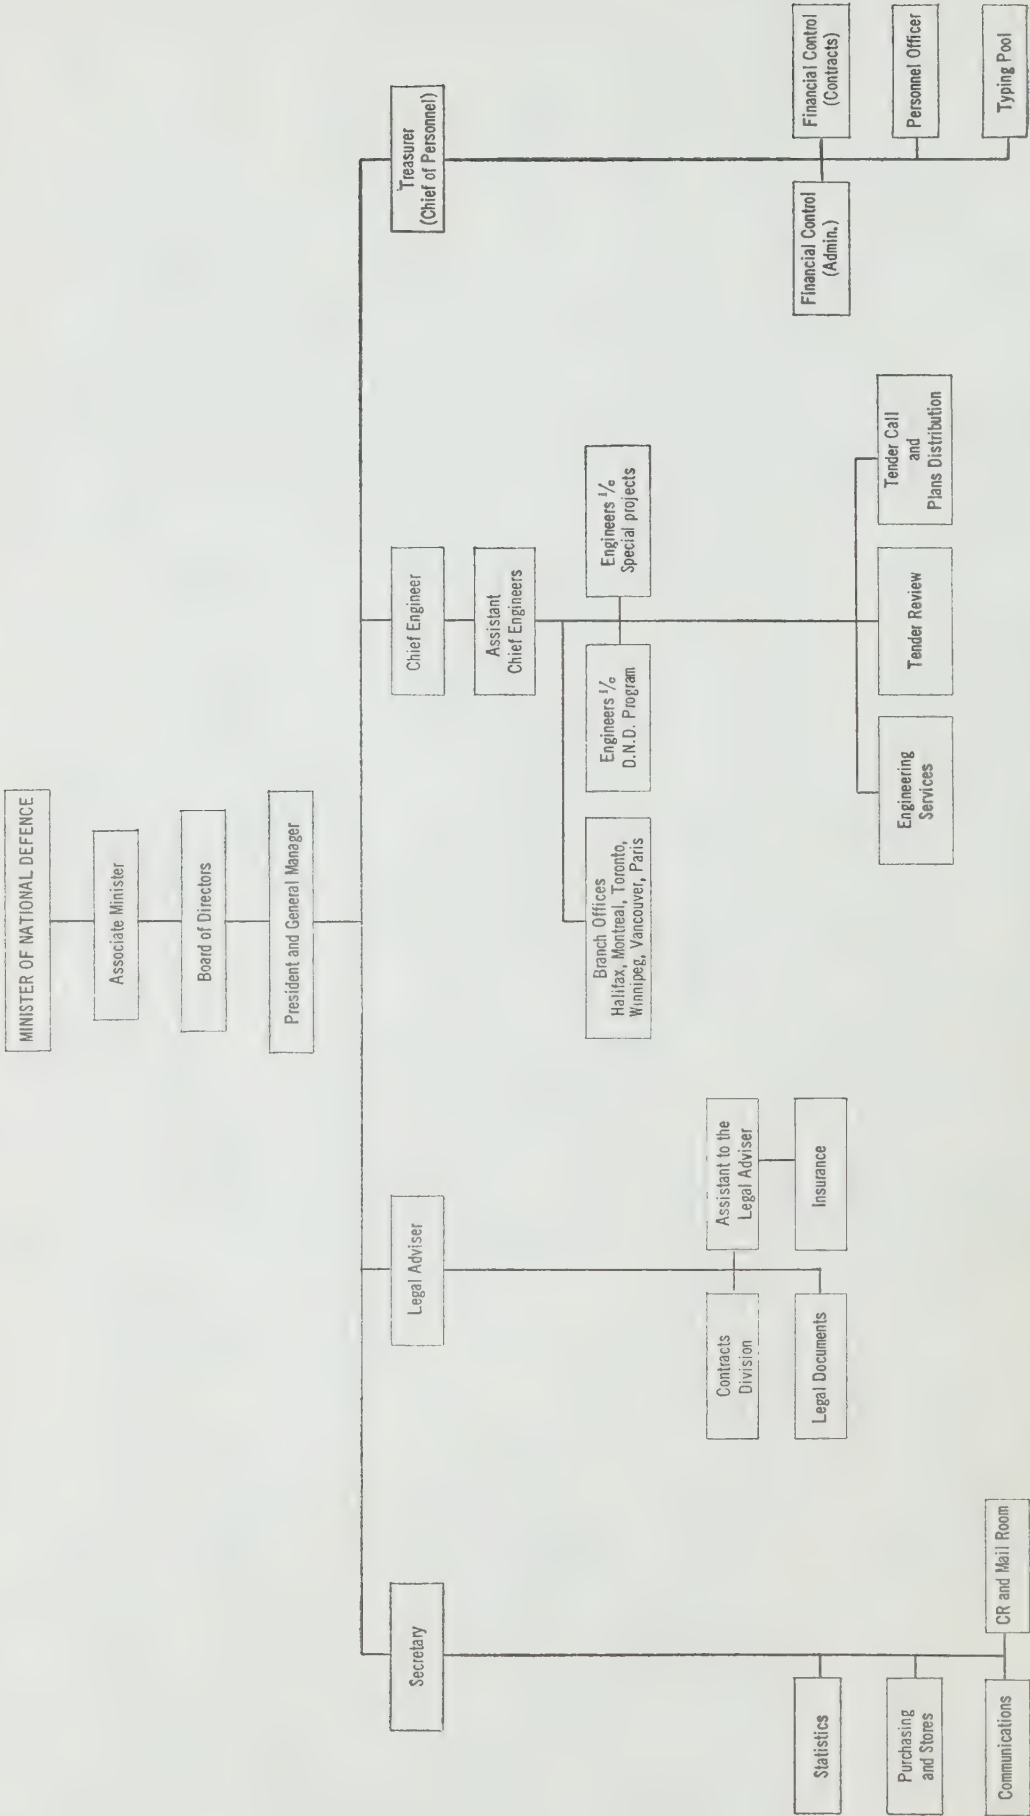 MINISTER OF NATIONAL DEFENCE
Associate Minister
Board of Directors
President and General Manager
Secretary
Legal Adviser
Chief Engineer
Treasurer
(Chief of Personnel)
Statistics
Purchasing
and Stores
Communications
CR and Mail Room
Contracts
Division
Assistant to the
Legal Adviser
Legal Documents
Insurance
Assistant
Chief Engineers
Branch Offices
Halifax, Montreal, Toronto,
Winnipeg, Vancouver, Paris
Engineers i/c
D.N.D. Program
Engineers i/c
Special projects
Engineering
Services
Tender Review
Tender Call
and
Plans Distribution
Financial Control
(Admin.)
Financial Control
(Contracts)
Personnel Officer
Typing Pool